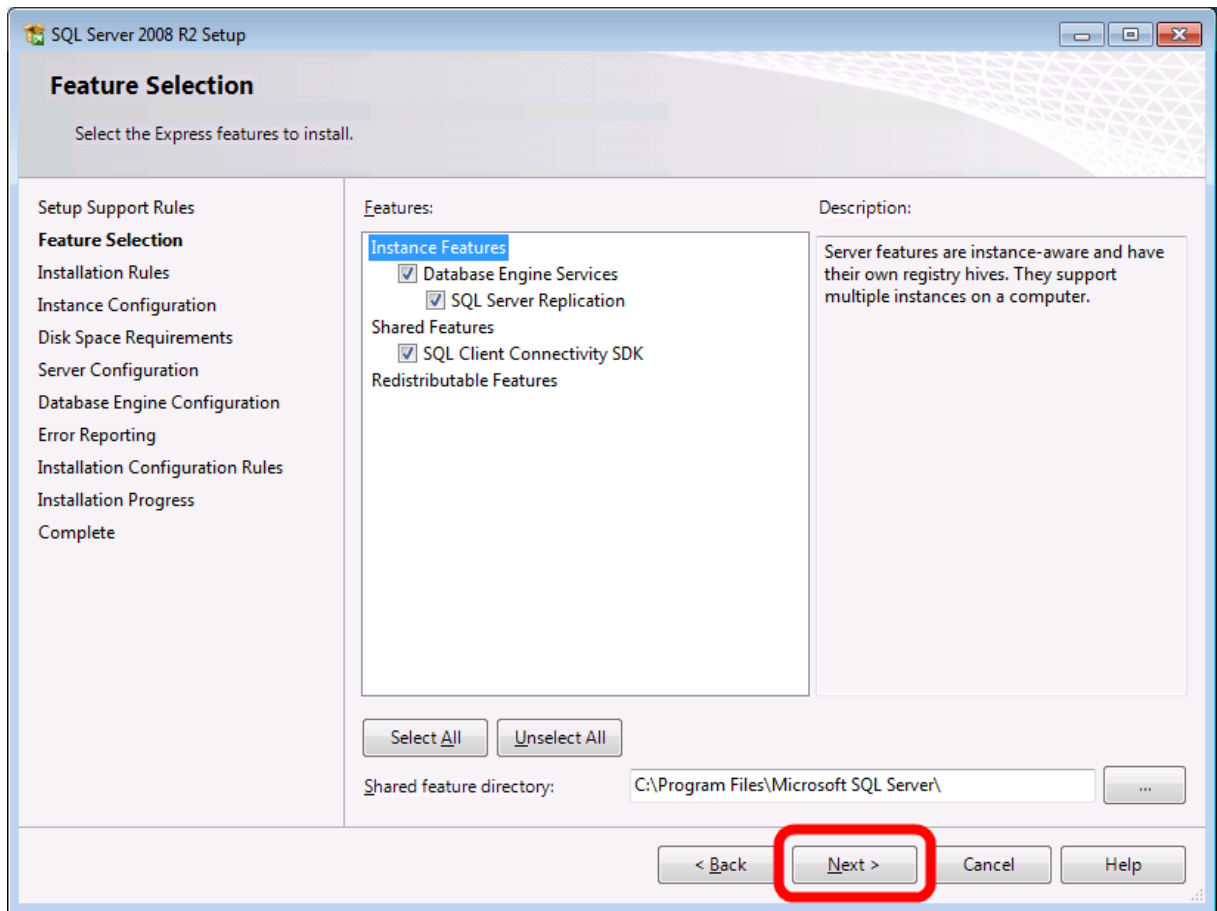 SQL Server 2008 R2 Setup
Feature Selection
Select the Express features to install.
Setup Support Rules
Feature Selection
Installation Rules
Instance Configuration
Disk Space Requirements
Server Configuration
Database Engine Configuration
Error Reporting
Installation Configuration Rules
Installation Progress
Complete
Features:
Instance Features
Database Engine Services
SQL Server Replication
Shared Features
SQL Client Connectivity SDK
Redistributable Features
Description:
Server features are instance-aware and have
their own registry hives. They support
multiple instances on a computer.
Select All
Unselect All
Shared feature directory:
C:\Program Files\Microsoft SQL Server\
...
< Back
Next >
Cancel
Help